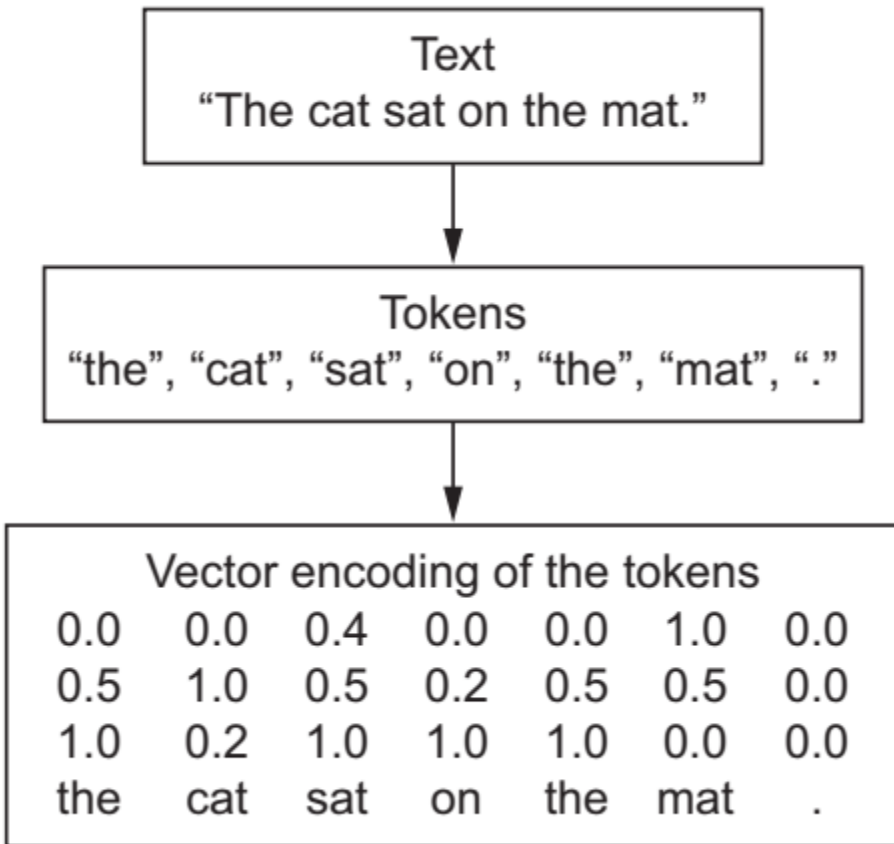 Text
“The cat sat on the mat.”
Tokens
“the”, “cat”, “sat”, “on”, “the”, “mat”, “.”
Vector encoding of the tokens
0.0 0.0 0.4 0.0 0.0 1.0 0.0
0.5 1.0 0.5 0.2 0.5 0.5 0.0
1.0 0.2 1.0 1.0 1.0 0.0 0.0
the cat sat on the mat .